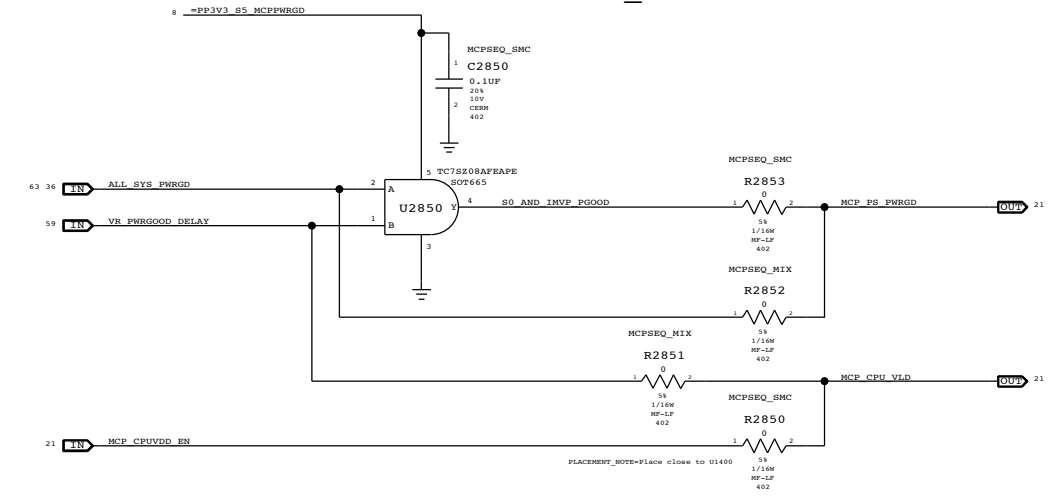 8 =PP3V3_S5_MCPPWRGD
MCPSEQ_SMC
1
C2850
0.1UF
20%
10V
2
CERM
402
MCPSEQ_SMC
5 TC7SZ08AFEAPE
SOT665
R2853
63 36 IN ALL_SYS_PWRGD
2 A
0
U2850
Y 4
S0_AND_IMVP_PGOOD
1 2
MCP_PS_PWRGD
OUT 21
59 IN VR_PWRGOOD_DELAY
1 B
5%
1/16W
MF-LF
402
3
MCPSEQ_MIX
R2852
0
1 2
5%
1/16W
MF-LF
402
MCPSEQ_MIX
R2851
0
1 2
MCP_CPU_VLD
OUT 21
5%
1/16W
MF-LF
402
MCPSEQ_SMC
R2850
0
21 IN MCP_CPUVDD_EN
1 2
PLACEMENT_NOTE=Place close to U1400
5%
1/16W
MF-LF
402